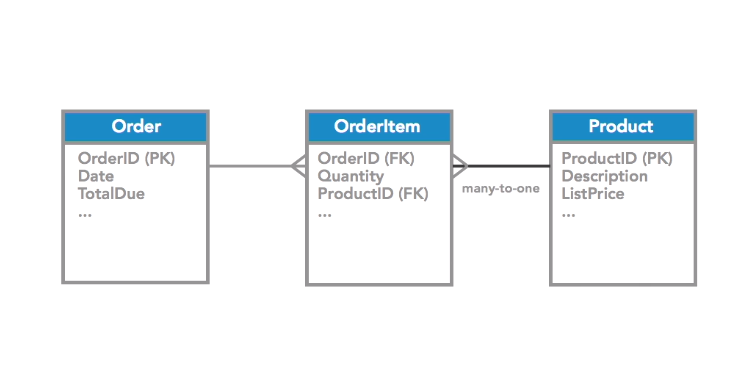 Order
OrderID (PK)
Date
TotalDue
...
OrderItem
OrderID (FK)
Quantity
ProductID (FK)
...
many-to-one
Product
ProductID (PK)
Description
ListPrice
...